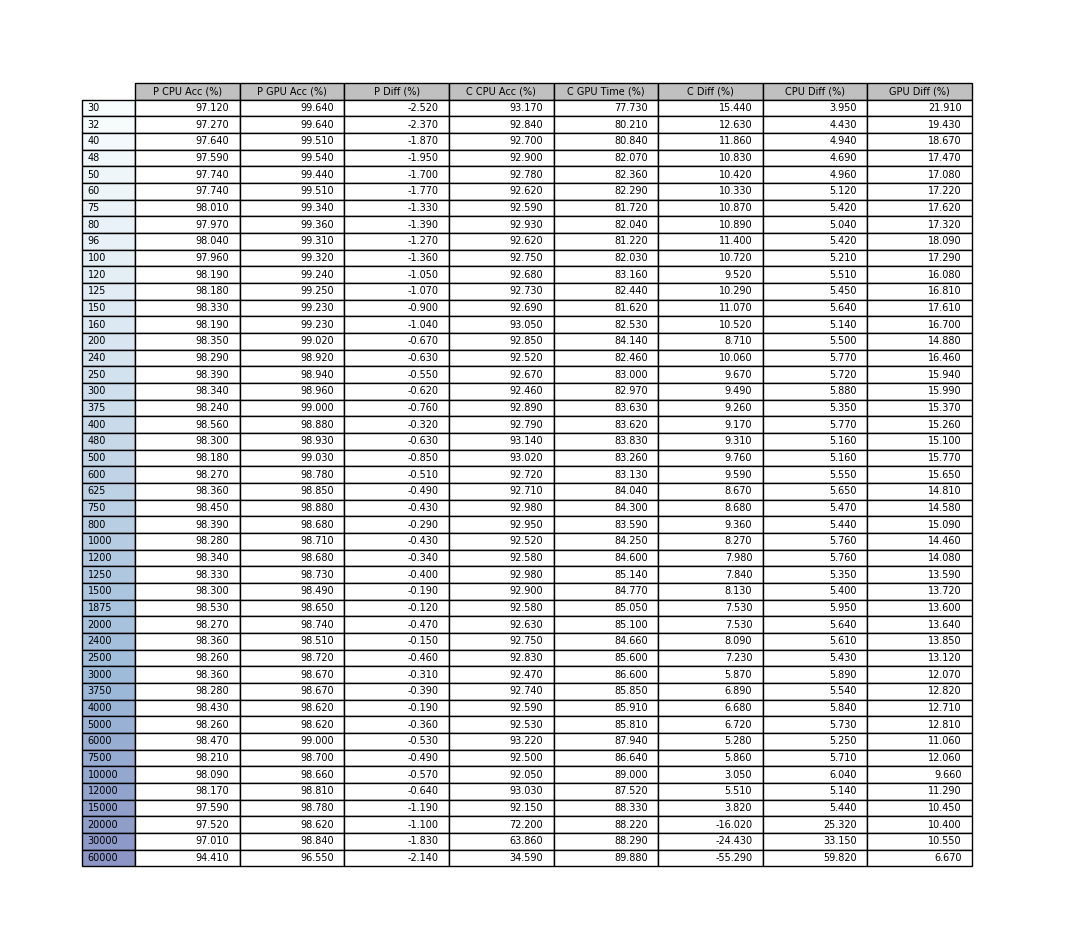 P CPU Acc (%) P GPU Acc (%) P Diff (%) C CPU Acc (%) C GPU Time (%) C Diff (%) CPU Diff (%) GPU Diff (%)
30 97.120 99.640 -2.520 93.170 77.730 15.440 3.950 21.910
32 97.270 99.640 -2.370 92.840 80.210 12.630 4.430 19.430
40 97.640 99.510 -1.870 92.700 80.840 11.860 4.940 18.670
48 97.590 99.540 -1.950 92.900 82.070 10.830 4.690 17.470
50 97.740 99.440 -1.700 92.780 82.360 10.420 4.960 17.080
60 97.740 99.510 -1.770 92.620 82.290 10.330 5.120 17.220
75 98.010 99.340 -1.330 92.590 81.720 10.870 5.420 17.620
80 97.970 99.360 -1.390 92.930 82.040 10.890 5.040 17.320
96 98.040 99.310 -1.270 92.620 81.220 11.400 5.420 18.090
100 97.960 99.320 -1.360 92.750 82.030 10.720 5.210 17.290
120 98.190 99.240 -1.050 92.680 83.160 9.520 5.510 16.080
125 98.180 99.250 -1.070 92.730 82.440 10.290 5.450 16.810
150 98.330 99.230 -0.900 92.690 81.620 11.070 5.640 17.610
160 98.190 99.230 -1.040 93.050 82.530 10.520 5.140 16.700
200 98.350 99.020 -0.670 92.850 84.140 8.710 5.500 14.880
240 98.290 98.920 -0.630 92.520 82.460 10.060 5.770 16.460
250 98.390 98.940 -0.550 92.670 83.000 9.670 5.720 15.940
300 98.340 98.960 -0.620 92.460 82.970 9.490 5.880 15.990
375 98.240 99.000 -0.760 92.890 83.630 9.260 5.350 15.370
400 98.560 98.880 -0.320 92.790 83.620 9.170 5.770 15.260
480 98.300 98.930 -0.630 93.140 83.830 9.310 5.160 15.100
500 98.180 99.030 -0.850 93.020 83.260 9.760 5.160 15.770
600 98.270 98.780 -0.510 92.720 83.130 9.590 5.550 15.650
625 98.360 98.850 -0.490 92.710 84.040 8.670 5.650 14.810
750 98.450 98.880 -0.430 92.980 84.300 8.680 5.470 14.580
800 98.390 98.680 -0.290 92.950 83.590 9.360 5.440 15.090
1000 98.280 98.710 -0.430 92.520 84.250 8.270 5.760 14.460
1200 98.340 98.680 -0.340 92.580 84.600 7.980 5.760 14.080
1250 98.330 98.730 -0.400 92.980 85.140 7.840 5.350 13.590
1500 98.300 98.490 -0.190 92.900 84.770 8.130 5.400 13.720
1875 98.530 98.650 -0.120 92.580 85.050 7.530 5.950 13.600
2000 98.270 98.740 -0.470 92.630 85.100 7.530 5.640 13.640
2400 98.360 98.510 -0.150 92.750 84.660 8.090 5.610 13.850
2500 98.260 98.720 -0.460 92.830 85.600 7.230 5.430 13.120
3000 98.360 98.670 -0.310 92.470 86.600 5.870 5.890 12.070
3750 98.280 98.670 -0.390 92.740 85.850 6.890 5.540 12.820
4000 98.430 98.620 -0.190 92.590 85.910 6.680 5.840 12.710
5000 98.260 98.620 -0.360 92.530 85.810 6.720 5.730 12.810
6000 98.470 99.000 -0.530 93.220 87.940 5.280 5.250 11.060
7500 98.210 98.700 -0.490 92.500 86.640 5.860 5.710 12.060
10000 98.090 98.660 -0.570 92.050 89.000 3.050 6.040 9.660
12000 98.170 98.810 -0.640 93.030 87.520 5.510 5.140 11.290
15000 97.590 98.780 -1.190 92.150 88.330 3.820 5.440 10.450
20000 97.520 98.620 -1.100 72.200 88.220 -16.020 25.320 10.400
30000 97.010 98.840 -1.830 63.860 88.290 -24.430 33.150 10.550
60000 94.410 96.550 -2.140 34.590 89.880 -55.290 59.820 6.670